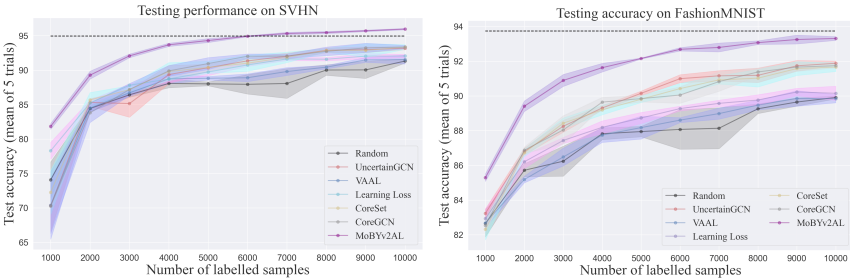 Testing performance on SVHN
Test accuracy (mean of 5 trials)
95
90
85
80
75
70
65
Random
UncertainGCN
VAAL
Learning Loss
CoreSet
CoreGCN
MoBYv2AL
1000 2000 3000 4000 5000 6000 7000 8000 9000 10000
Number of labelled samples
Testing accuracy on FashionMNIST
Test accuracy (mean of 5 trials)
94
92
90
88
86
84
82
Random
UncertainGCN
VAAL
Learning Loss
CoreSet
CoreGCN
MoBYv2AL
1000 2000 3000 4000 5000 6000 7000 8000 9000 10000
Number of labelled samples